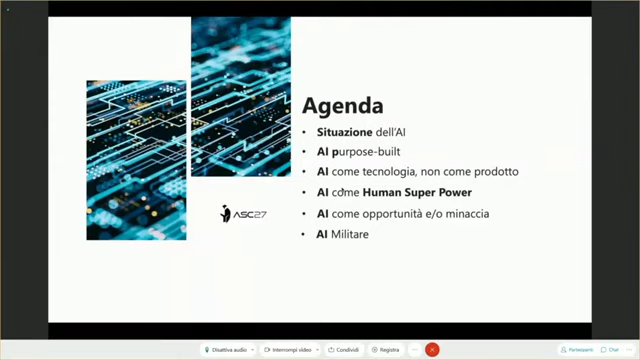 Agenda
• Situazione dell'AI
• AI purpose-built
• AI come tecnologia, non come prodotto
• AI come Human Super Power
• AI come opportunità e/o minaccia
• AI Militare
ASC27
Disattiva audio
Interrompi video
Condividi
Registra
Partecipanti
Chat